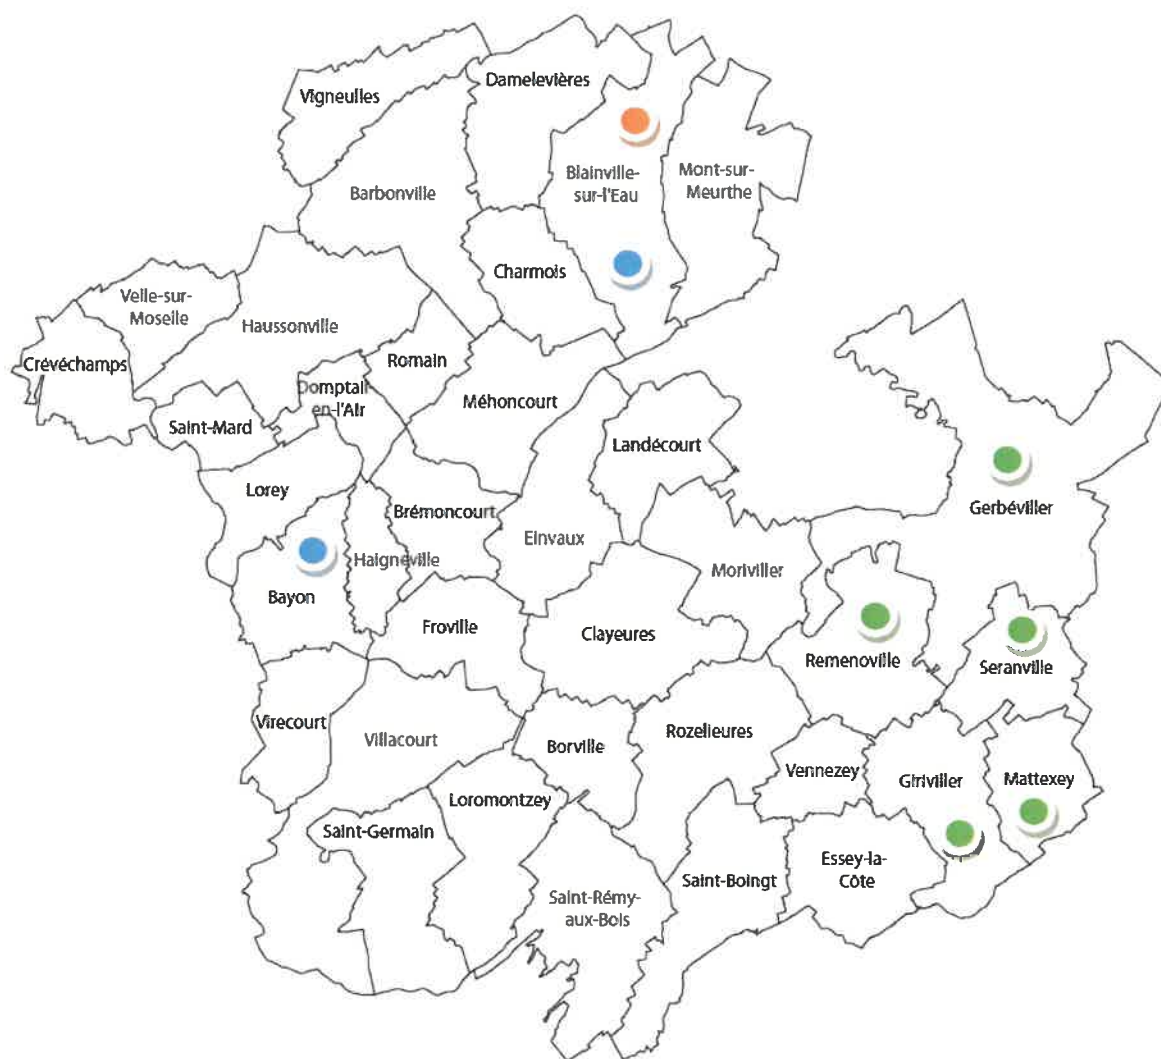 Damelevières
Vigneulles
Blainville-
sur-l'Eau
Mont-sur-
Meurthe
Barbonville
Charmois
Velle-sur-
Moselle
Haussonville
Crévéchamps
Romain
Domptail-
en-l'Air
Méhoncourt
Saint-Mard
Landécourt
Lorey
Brémoncourt
Gerbéviller
Einvaux
Haigneville
Moriviller
Bayon
Froville
Clayeures
Remenoville
Seranville
Virecourt
Villacourt
Borville
Rozelieures
Vennezey
Giriviller
Mattexey
Loromontzey
Saint-Germain
Essey-la-
Côte
Saint-Boingt
Saint-Rémy-
aux-Bois